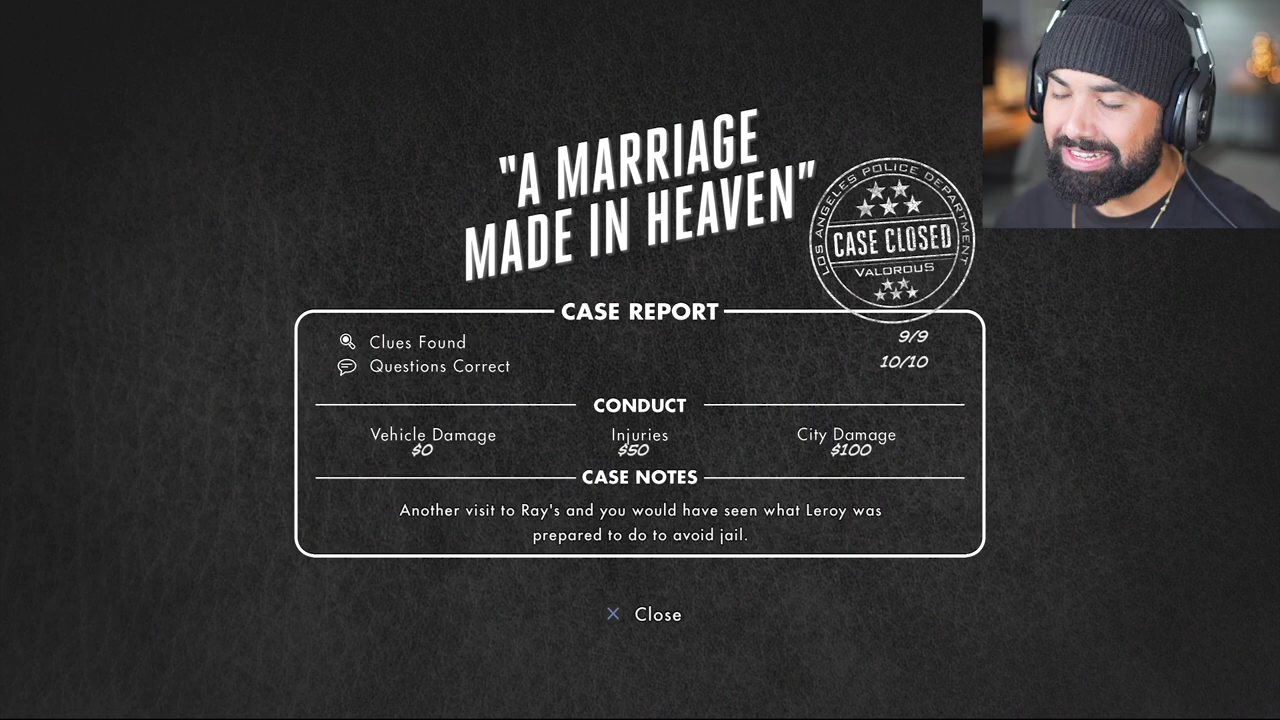 "A MARRIAGE
MADE IN HEAVEN"
LOS ANGELES POLICE DEPARTMENT
CASE CLOSED
VALOROUS
CASE REPORT
Clues Found 9/9
Questions Correct 10/10
CONDUCT
Vehicle Damage Injuries City Damage
$0 $50 $100
CASE NOTES
Another visit to Ray's and you would have seen what Leroy was
prepared to do to avoid jail.
Close